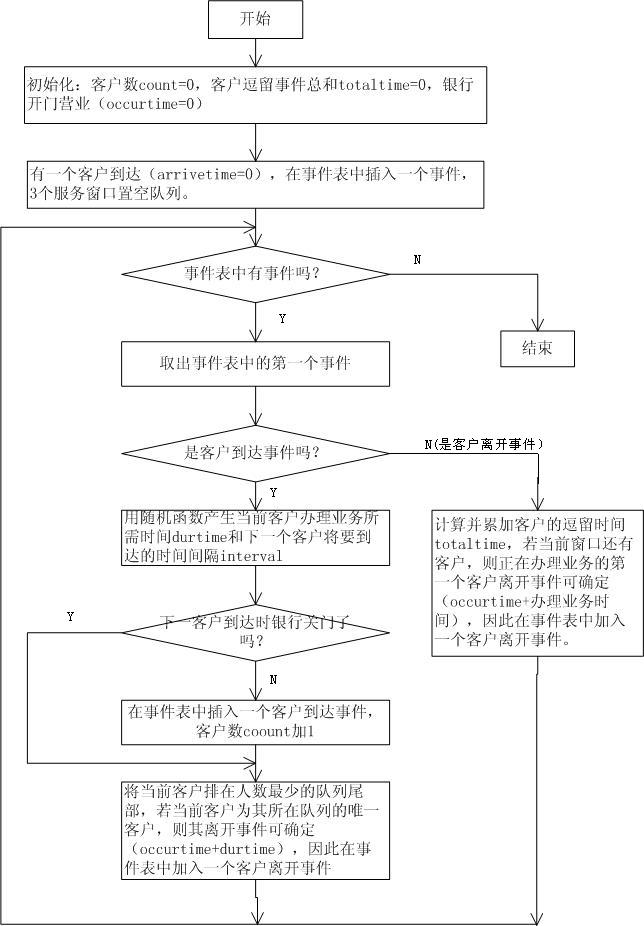 开始
初始化：客户数count=0，客户逗留事件总和totaltime=0，银行
开门营业（occurtime=0）
有一个客户到达（arrivetime=0），在事件表中插入一个事件，
3个服务窗口置空队列。
事件表中有事件吗？
N
Y
结束
取出事件表中的第一个事件
是客户到达事件吗？
N(是客户离开事件）
Y
用随机函数产生当前客户办理业务所
需时间durtime和下一个客户将要到
达的时间间隔interval
计算并累加客户的逗留时间
totaltime，若当前窗口还有
客户，则正在办理业务的第
一个客户离开事件可确定
（occurtime+办理业务时
间），因此在事件表中加入
一个客户离开事件。
Y
下一客户到达时银行关门了
吗？
N
在事件表中插入一个客户到达事件，
客户数coount加1
将当前客户排在人数最少的队列尾
部，若当前客户为其所在队列的唯一
客户，则其离开事件可确定
（occurtime+durtime），因此在事
件表中加入一个客户离开事件